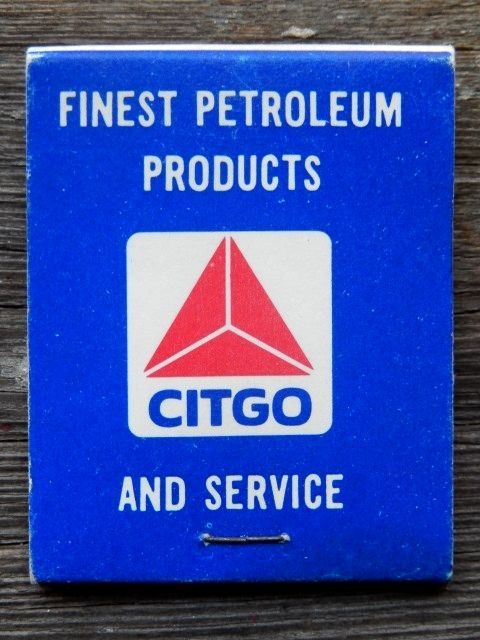 FINEST PETROLEUM
PRODUCTS
CITGO
AND SERVICE